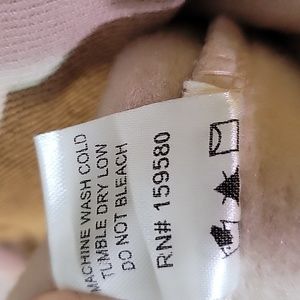 MACHINE WASH COLD
TUMBLE DRY LOW
DO NOT BLEACH
RN# 159580